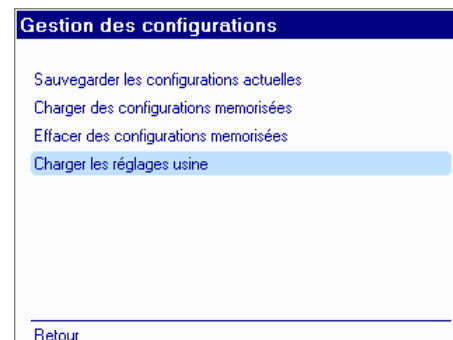 Gestion des configurations
Sauvegarder les configurations actuelles
Charger des configurations memorisées
Effacer des configurations memorisées
Charger les réglages usine
Retour